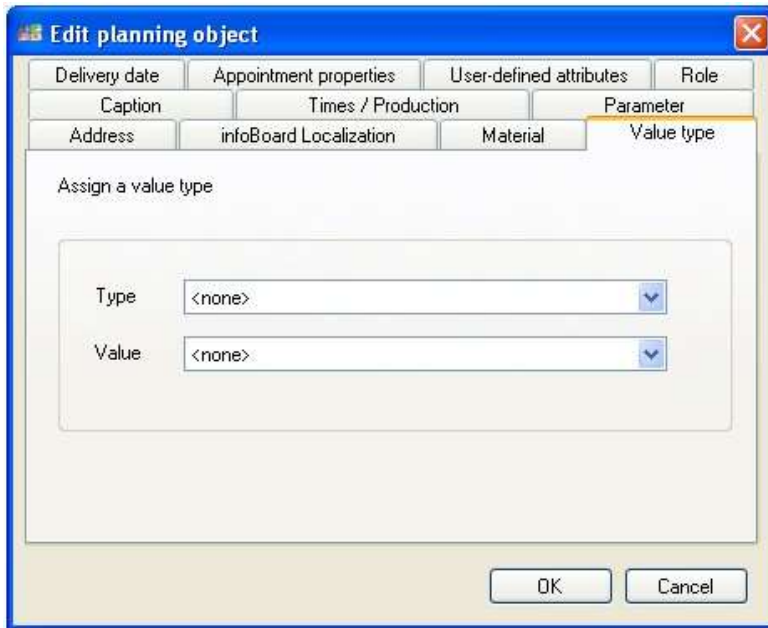 Edit planning object
Delivery date Appointment properties User-defined attributes Role
Caption Times / Production Parameter
Address infoBoard Localization Material Value type
Assign a value type
Type <none>
Value <none>
OK Cancel